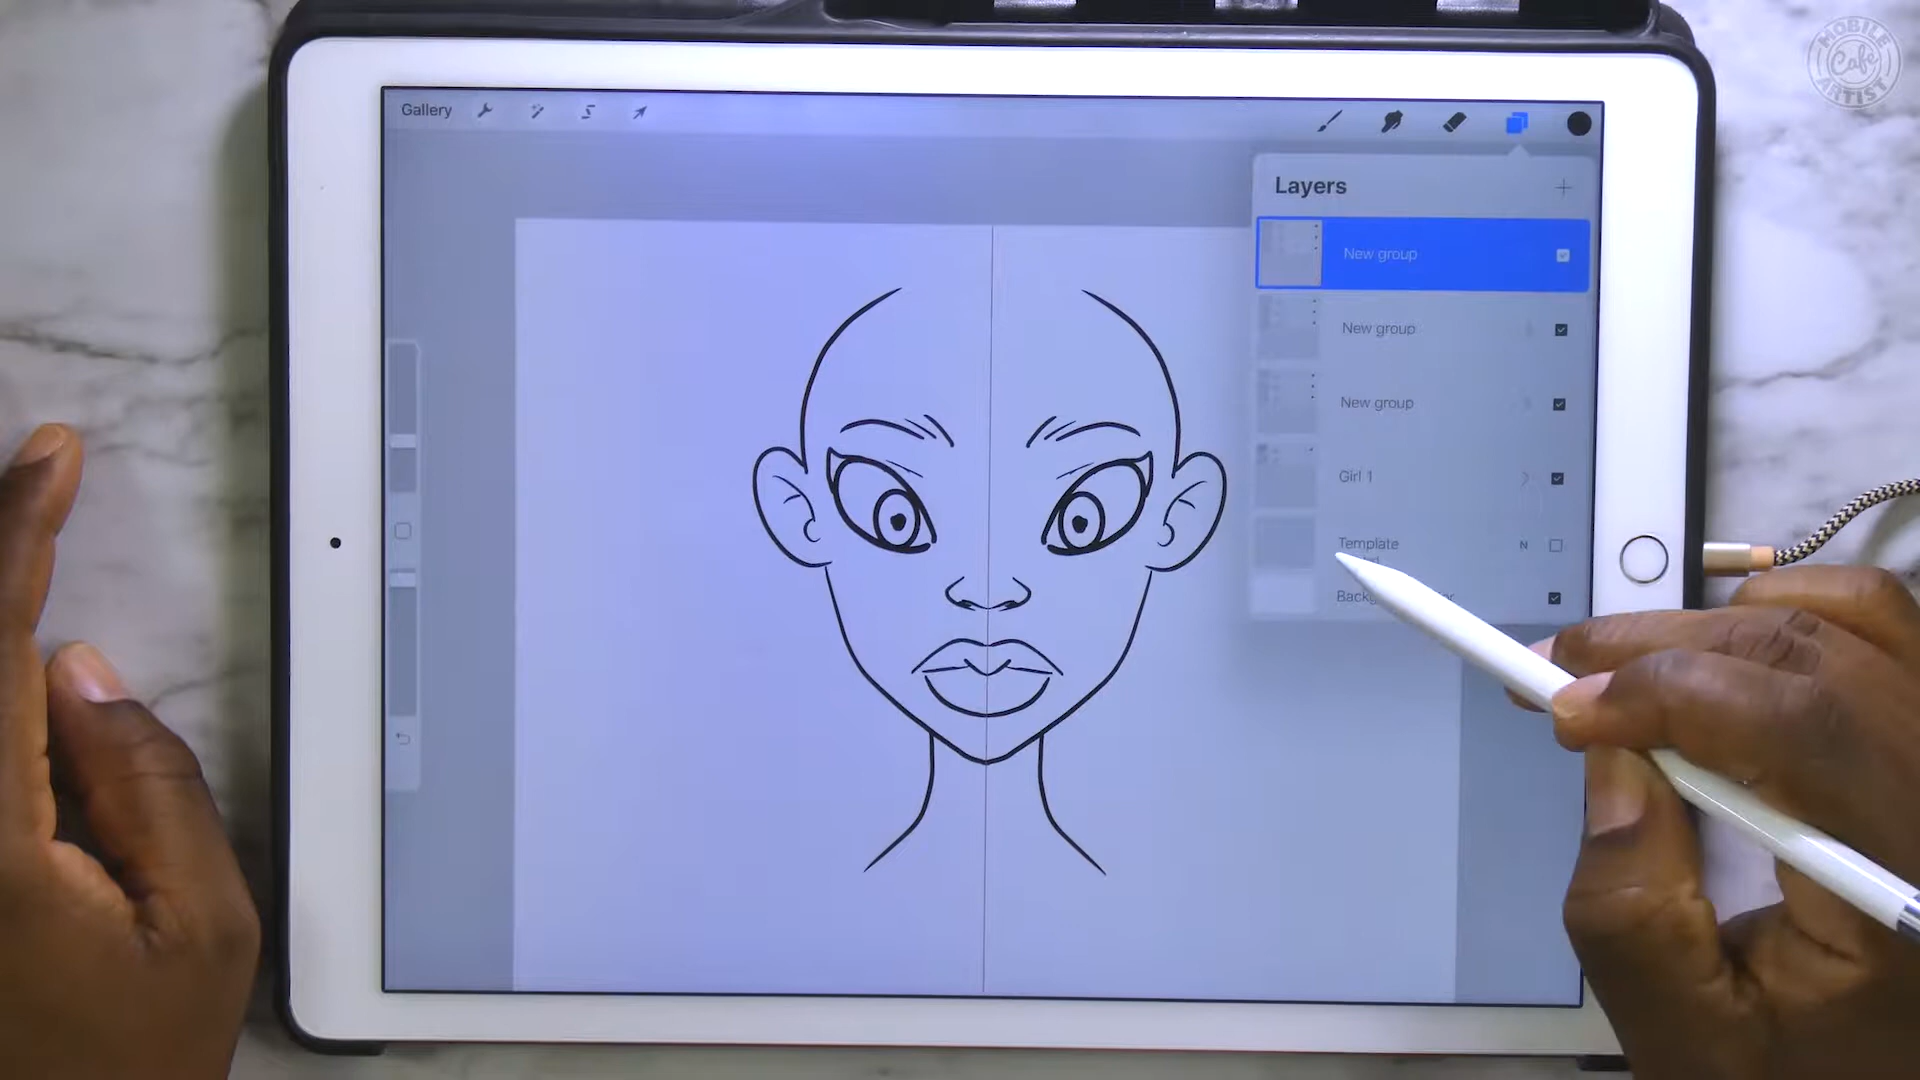 MOBILE
Cafe
ARTIST
Gallery
Layers
New group
New group
New group
Girl 1
Template
N